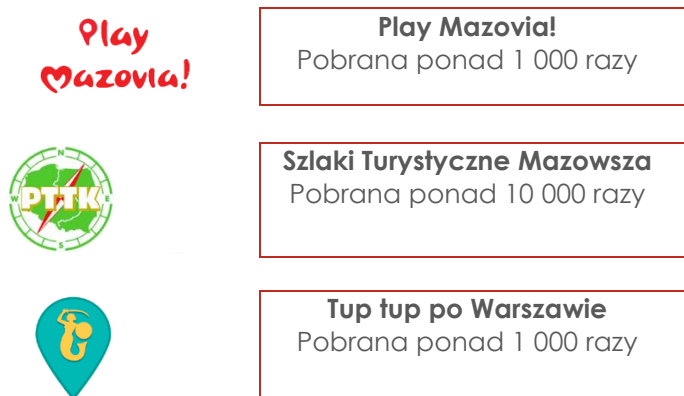 Play
Mazovia!
Play Mazovia!
Pobrana ponad 1 000 razy
N
PTTK
W
E
S
Szlaki Turystyczne Mazowsza
Pobrana ponad 10 000 razy
Tup tup po Warszawie
Pobrana ponad 1 000 razy